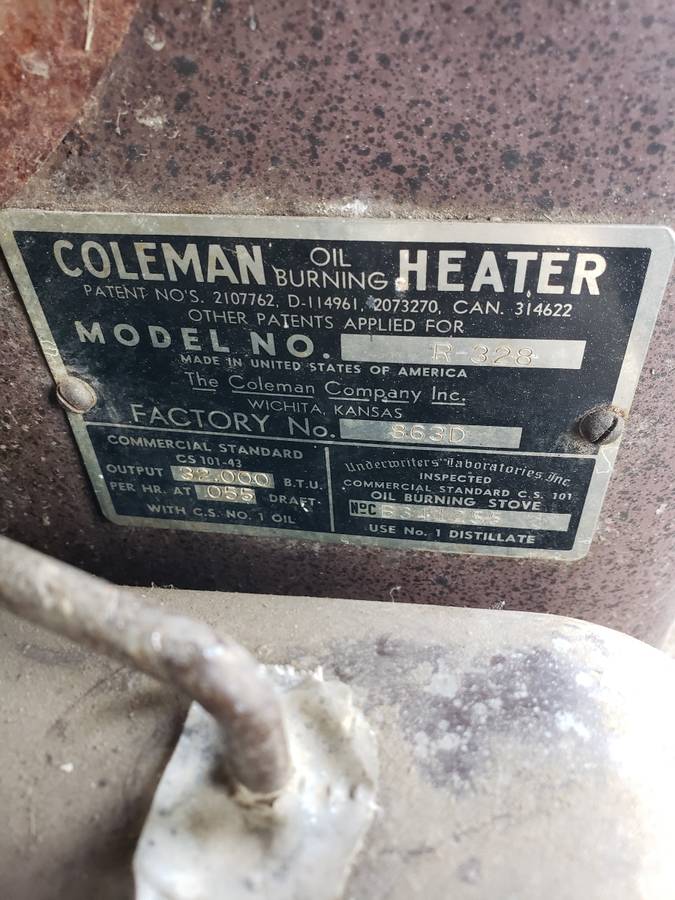 COLEMAN OIL BURNING HEATER
PATENT NO'S. 2107762, D-114961, 2073270, CAN. 314622
OTHER PATENTS APPLIED FOR
MODEL NO. R-328
MADE IN UNITED STATES OF AMERICA
The Coleman Company Inc.
WICHITA, KANSAS
FACTORY No. 863D
COMMERCIAL STANDARD
CS 101-43
OUTPUT 32,000 B.T.U.
PER HR. AT .055 DRAFT
WITH C.S. NO. 1 OIL
Underwriters' Laboratories, Inc.
INSPECTED
COMMERCIAL STANDARD C.S. 101
OIL BURNING STOVE
NºC
USE No. 1 DISTILLATE